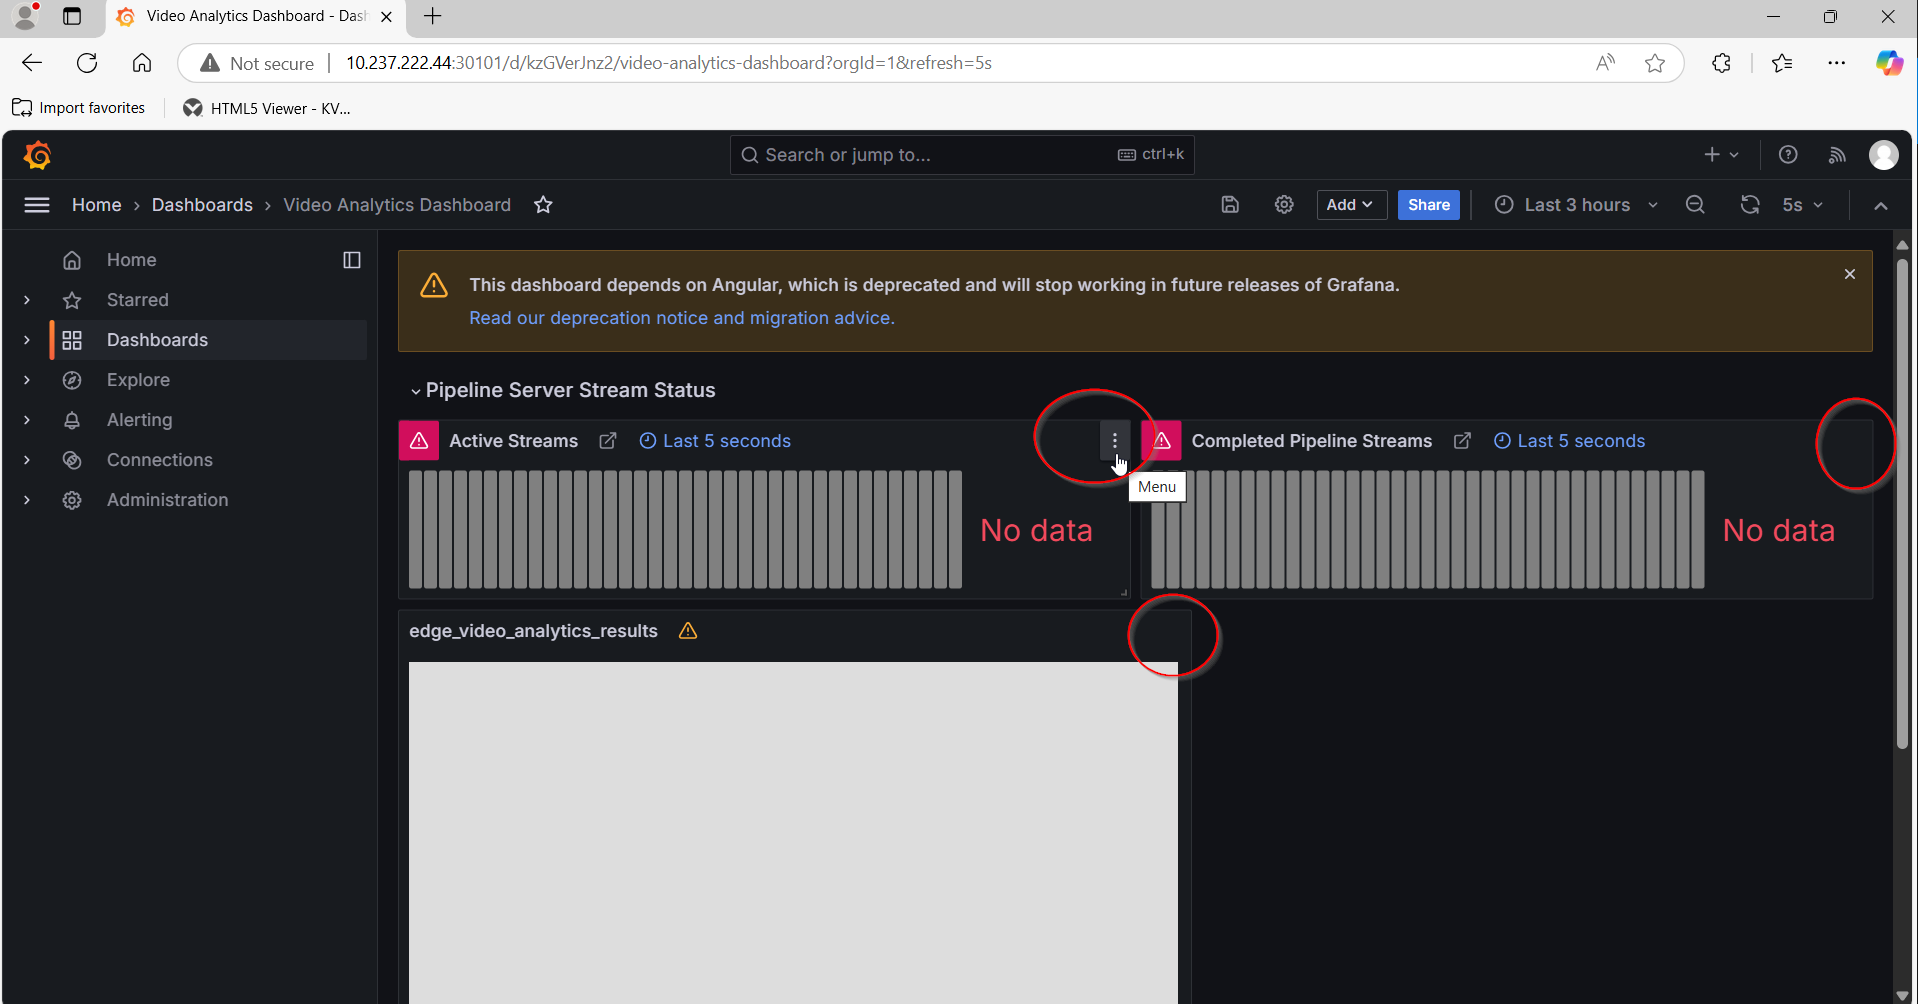 Video Analytics Dashboard - Dash
Not secure
10.237.222.44:30101/d/kzGVerJnz2/video-analytics-dashboard?orgId=1&refresh=5s
Import favorites
HTML5 Viewer - KV...
Search or jump to...
ctrl+k
Home
Dashboards
Video Analytics Dashboard
Add
Share
Last 3 hours
5s
Home
Starred
Dashboards
Explore
Alerting
Connections
Administration
This dashboard depends on Angular, which is deprecated and will stop working in future releases of Grafana.
Read our deprecation notice and migration advice.
Pipeline Server Stream Status
Active Streams
Last 5 seconds
Completed Pipeline Streams
Last 5 seconds
Menu
No data
No data
edge_video_analytics_results